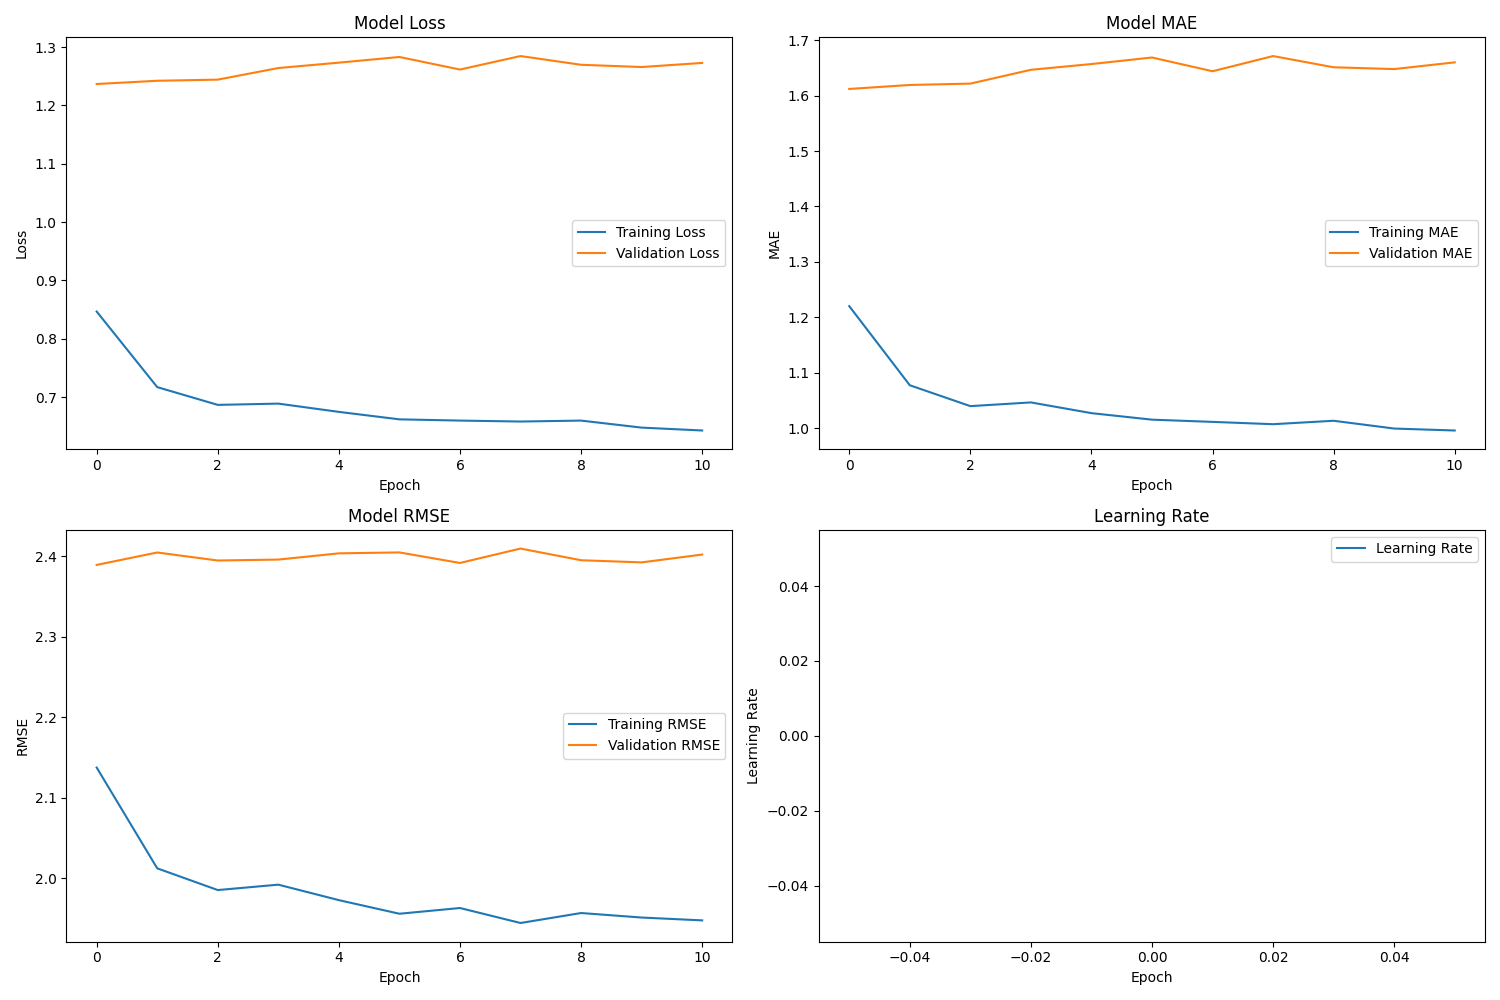 Model Loss
1.3
1.2
1.1
1.0
0.9
0.8
0.7
Loss
Training Loss
Validation Loss
0 2 4 6 8 10
Epoch
Model MAE
1.7
1.6
1.5
1.4
1.3
1.2
1.1
1.0
MAE
Training MAE
Validation MAE
0 2 4 6 8 10
Epoch
Model RMSE
2.4
2.3
2.2
2.1
2.0
RMSE
Training RMSE
Validation RMSE
0 2 4 6 8 10
Epoch
Learning Rate
Learning Rate
0.04
0.02
0.00
−0.02
−0.04
Learning Rate
−0.04 −0.02 0.00 0.02 0.04
Epoch